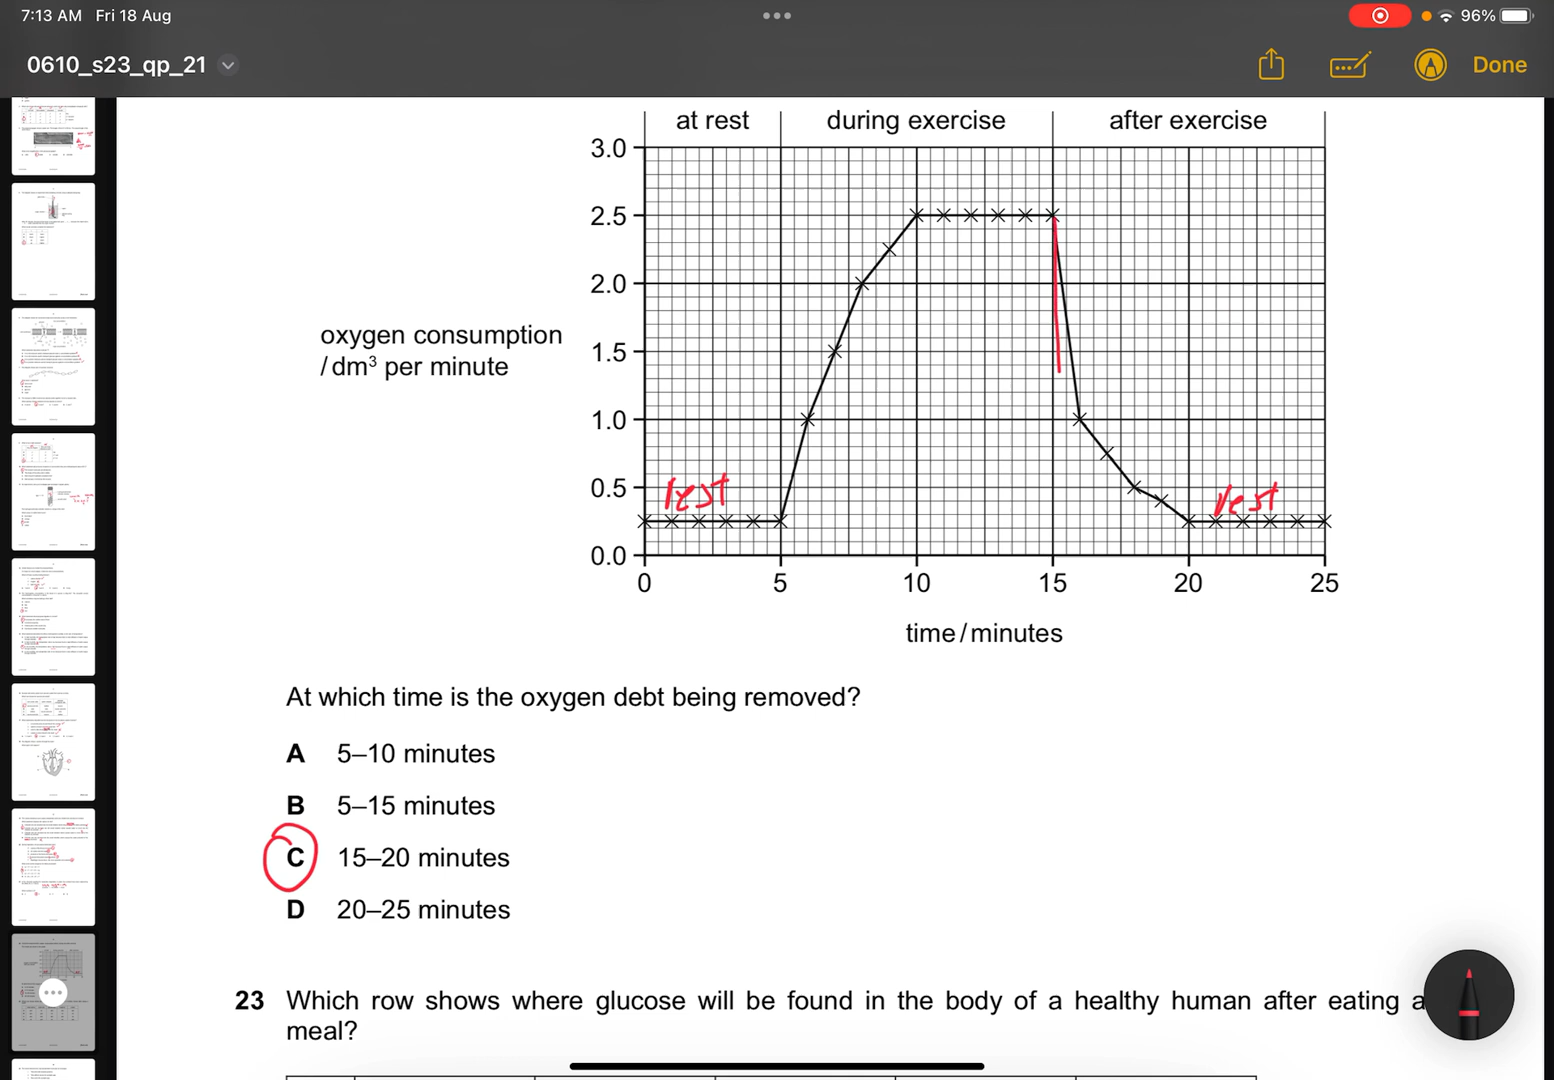 7:13 AM Fri 18 Aug
96%
0610_s23_qp_21
Done
at rest during exercise after exercise
3.0
2.5
2.0
1.5
1.0
0.5
0.0
oxygen consumption
/ dm³ per minute
rest
rest
0 5 10 15 20 25
time / minutes
At which time is the oxygen debt being removed?
A 5–10 minutes
B 5–15 minutes
C 15–20 minutes
D 20–25 minutes
23 Which row shows where glucose will be found in the body of a healthy human after eating a
meal?